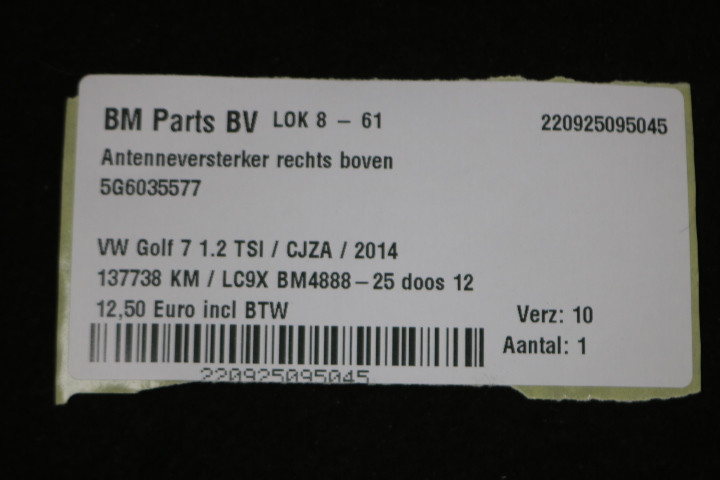 BM Parts BV LOK 8 - 61 220925095045
Antenneversterker rechts boven
5G6035577
VW Golf 7 1.2 TSI / CJZA / 2014
137738 KM / LC9X BM4888-25 doos 12
12,50 Euro incl BTW Verz: 10
Aantal: 1
220925095045